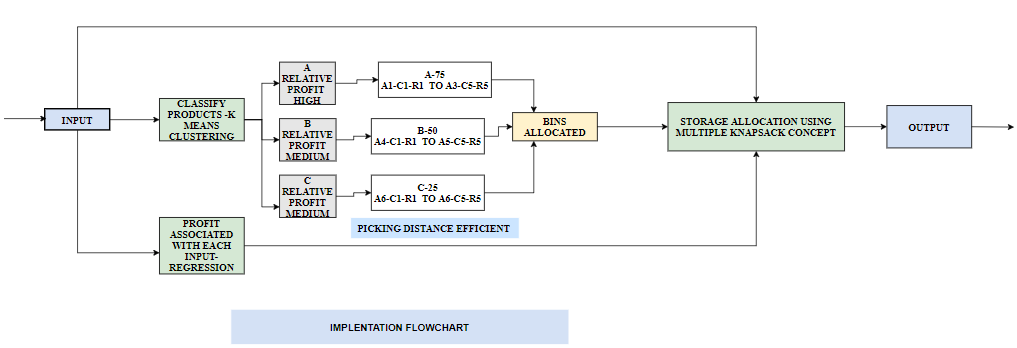 INPUT
CLASSIFY
PRODUCTS -K
MEANS
CLUSTERING
A
RELATIVE
PROFIT
HIGH
A-75
A1-C1-R1 TO A3-C5-R5
B
RELATIVE
PROFIT
MEDIUM
B-50
A4-C1-R1 TO A5-C5-R5
C
RELATIVE
PROFIT
MEDIUM
C-25
A6-C1-R1 TO A6-C5-R5
PICKING DISTANCE EFFICIENT
BINS
ALLOCATED
STORAGE ALLOCATION USING
MULTIPLE KNAPSACK CONCEPT
OUTPUT
PROFIT
ASSOCIATED
WITH EACH
INPUT-
REGRESSION
IMPLENTATION FLOWCHART